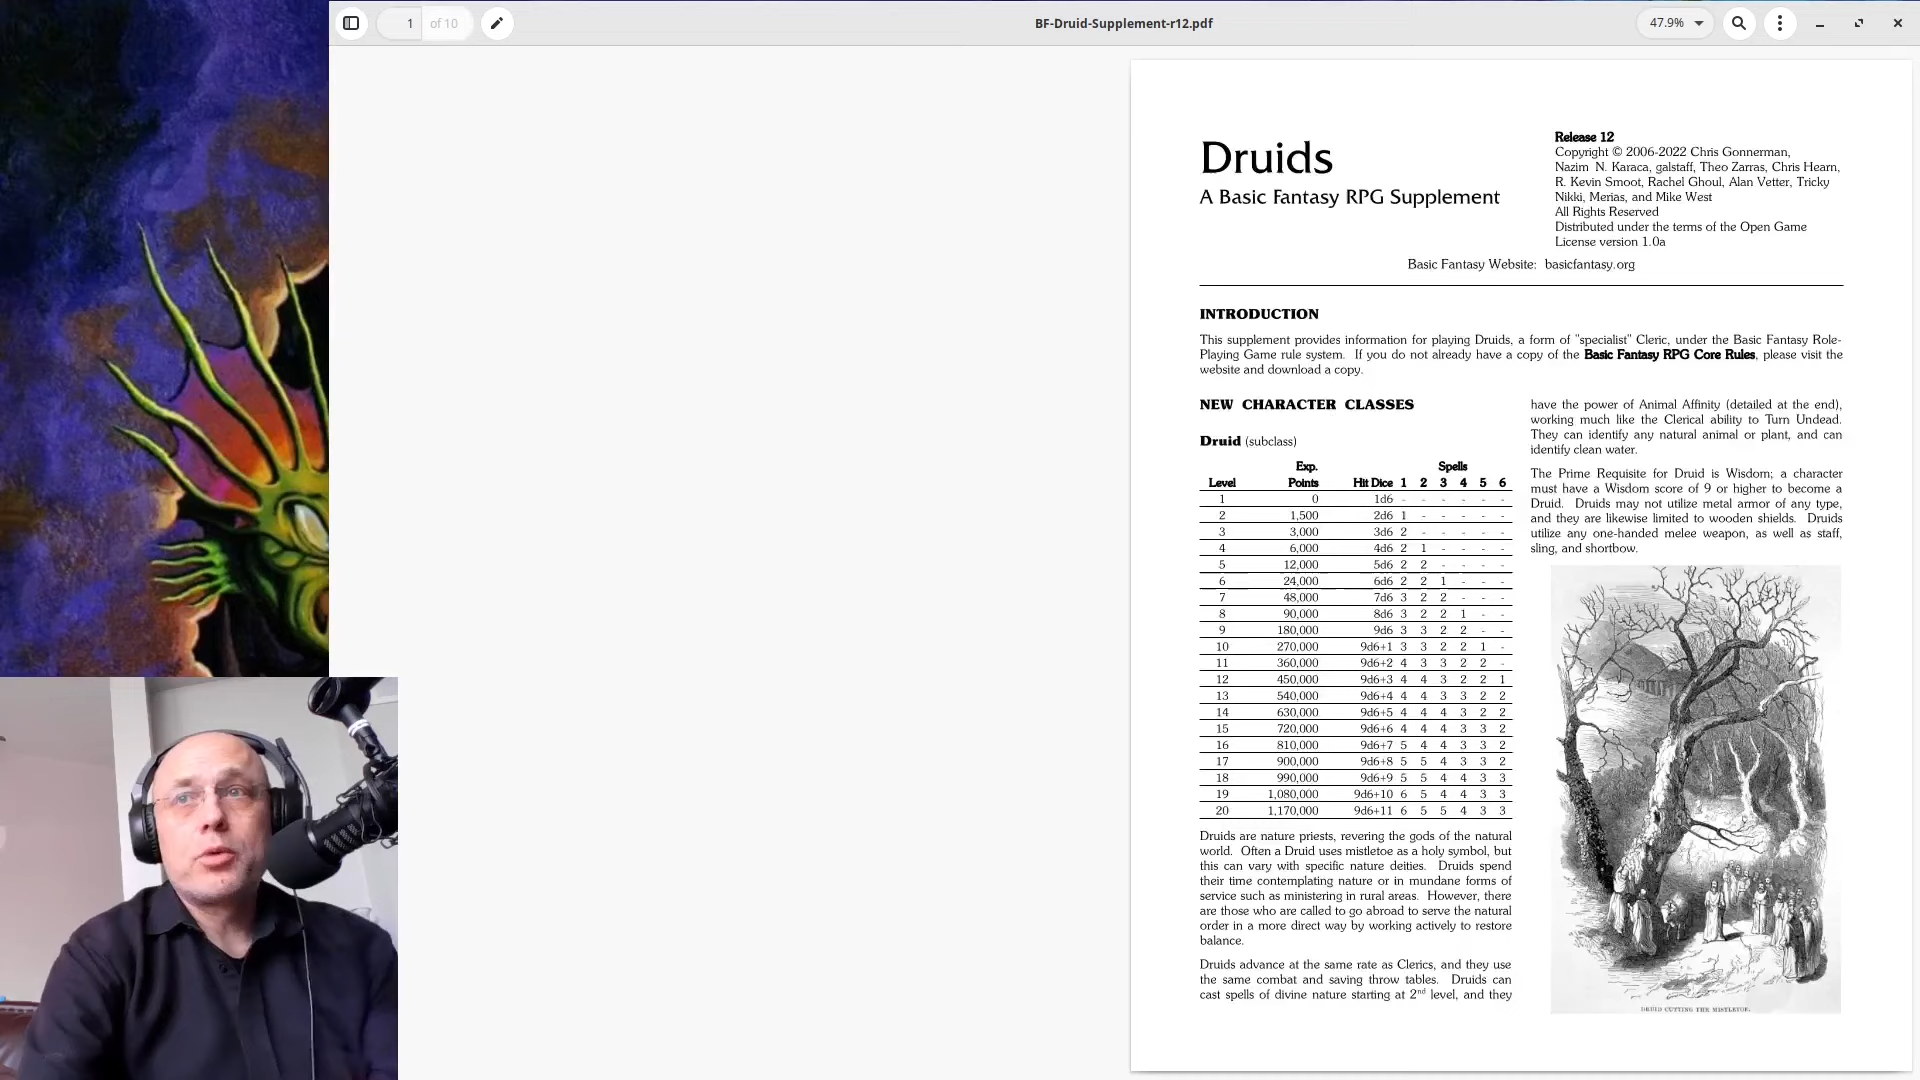 1 of 10
BF-Druid-Supplement-r12.pdf
47.9%
Druids
A Basic Fantasy RPG Supplement
Release 12
Copyright © 2006-2022 Chris Gonnerman,
Nazim N. Karaca, galstaff, Theo Zarras, Chris Hearn,
R. Kevin Smoot, Rachel Ghoul, Alan Vetter, Tricky
Nikki, Merias, and Mike West
All Rights Reserved
Distributed under the terms of the Open Game
License version 1.0a
Basic Fantasy Website: basicfantasy.org
INTRODUCTION
This supplement provides information for playing Druids, a form of "specialist" Cleric, under the Basic Fantasy Role-
Playing Game rule system. If you do not already have a copy of the Basic Fantasy RPG Core Rules, please visit the
website and download a copy.
NEW CHARACTER CLASSES
Druid (subclass)
Exp. Spells
Level Points Hit Dice 1 2 3 4 5 6
1 0 1d6 - - - - - -
2 1,500 2d6 1 - - - - -
3 3,000 3d6 2 - - - - -
4 6,000 4d6 2 1 - - - -
5 12,000 5d6 2 2 - - - -
6 24,000 6d6 2 2 1 - - -
7 48,000 7d6 3 2 2 - - -
8 90,000 8d6 3 2 2 1 - -
9 180,000 9d6 3 3 2 2 - -
10 270,000 9d6+1 3 3 2 2 1 -
11 360,000 9d6+2 4 3 3 2 2 -
12 450,000 9d6+3 4 4 3 2 2 1
13 540,000 9d6+4 4 4 3 3 2 2
14 630,000 9d6+5 4 4 4 3 2 2
15 720,000 9d6+6 4 4 4 3 3 2
16 810,000 9d6+7 5 4 4 3 3 2
17 900,000 9d6+8 5 5 4 3 3 2
18 990,000 9d6+9 5 5 4 4 3 3
19 1,080,000 9d6+10 6 5 4 4 3 3
20 1,170,000 9d6+11 6 5 5 4 3 3
Druids are nature priests, revering the gods of the natural
world. Often a Druid uses mistletoe as a holy symbol, but
this can vary with specific nature deities. Druids spend
their time contemplating nature or in mundane forms of
service such as ministering in rural areas. However, there
are those who are called to go abroad to serve the natural
order in a more direct way by working actively to restore
balance.
Druids advance at the same rate as Clerics, and they use
the same combat and saving throw tables. Druids can
cast spells of divine nature starting at 2nd level, and they
have the power of Animal Affinity (detailed at the end),
working much like the Clerical ability to Turn Undead.
They can identify any natural animal or plant, and can
identify clean water.
The Prime Requisite for Druid is Wisdom; a character
must have a Wisdom score of 9 or higher to become a
Druid. Druids may not utilize metal armor of any type,
and they are likewise limited to wooden shields. Druids
utilize any one-handed melee weapon, as well as staff,
sling, and shortbow.
DRUID CUTTING THE MISTLETOE.